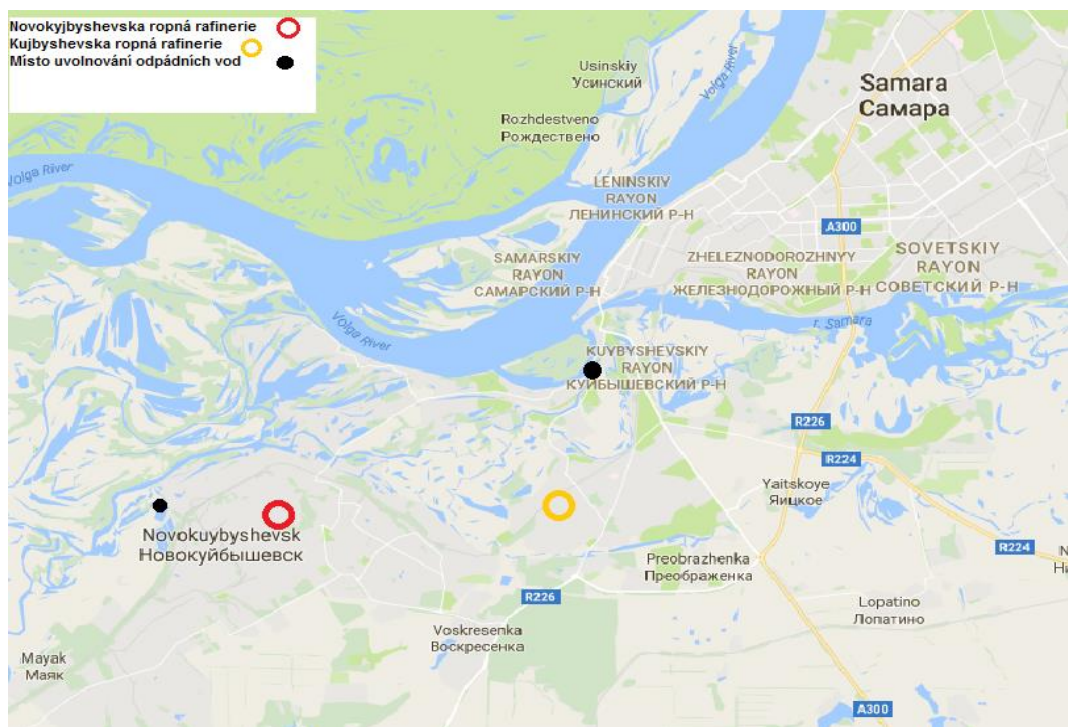 Novokyjbyshevska ropná rafinerie
Kujbyshevska ropná rafinerie
Místo uvolnování odpádních vod
Usinskiy
Усинский
Volga River
Samara
Самара
Rozhdestveno
Рождествено
Volga River
LENINSKIY
RAYON
ЛЕНИНСКИЙ Р-Н
A300
SAMARSKIY
RAYON
САМАРСКИЙ Р-Н
ZHELEZNODOROZHNYY
RAYON
ЖЕЛЕЗНОДОРОЖНЫЙ Р-Н
SOVETSKIY
RAYON
СОВЕТСКИЙ Р-Н
Volga River
r. Samara
KUYBYSHEVSKIY
RAYON
КУЙБЫШЕВСКИЙ Р-Н
R226
R224
Yaitskoye
Яицкое
Novokuybyshevsk
Новокуйбышевск
R224
Preobrazhenka
Преображенка
R226
Lopatino
Лопатино
Voskresenka
Воскресенка
Mayak
Маяк
A300